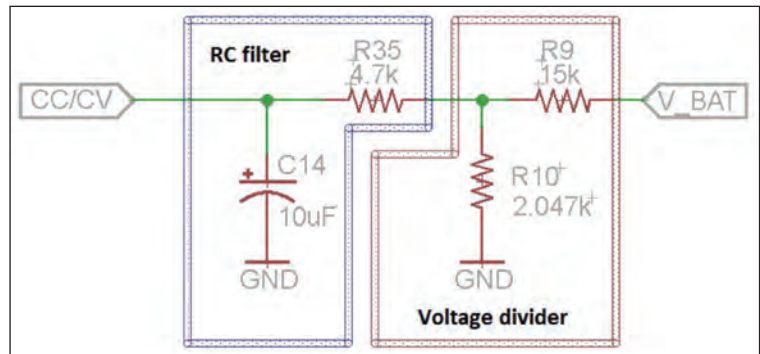 RC filter
R35
4.7k
R9
15k
CC/CV
V_BAT
+
C14
10uF
R10
2.047k
GND
GND
Voltage divider